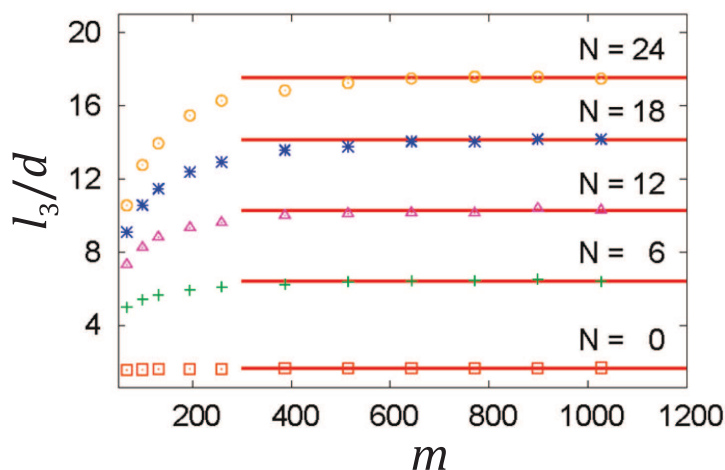 20
N = 24
16
N = 18
12
N = 12
8
N = 6
4
N = 0
l₃/d
200 400 600 800 1000 1200
m